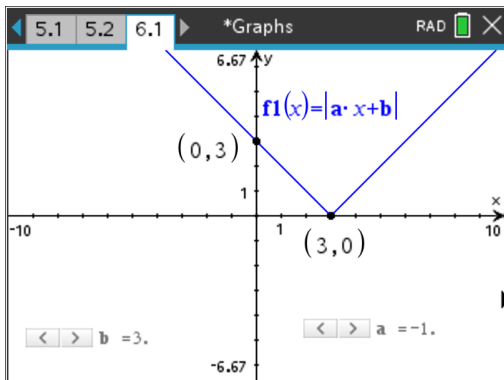 5.1 5.2 6.1 *Graphs RAD
6.67 y
f1(x)=|a·x+b|
(0,3)
1
x
-10 1 10
(3,0)
b =3. a =-1.
-6.67